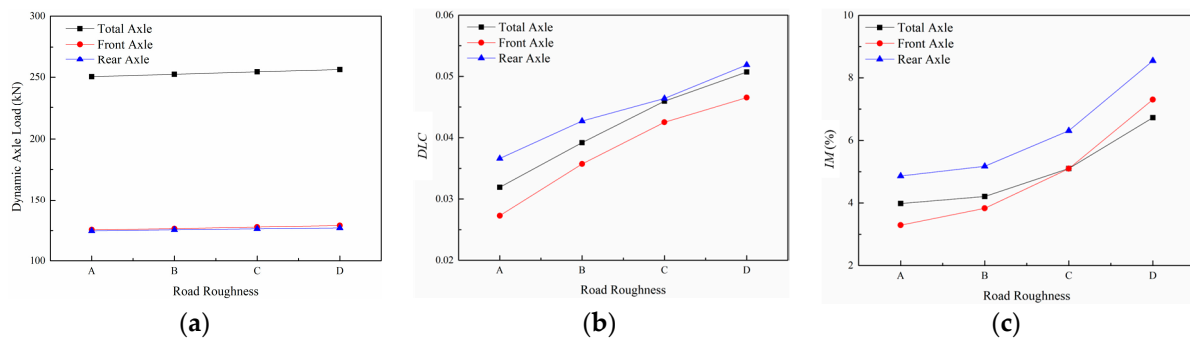 300
250
200
150
100
Dynamic Axle Load (kN)
Total Axle
Front Axle
Rear Axle
A B C D
Road Roughness
(a)
0.06
0.05
0.04
0.03
0.02
DLC
Total Axle
Front Axle
Rear Axle
A B C D
Road Roughness
(b)
10
8
6
4
2
IM (%)
Total Axle
Front Axle
Rear Axle
A B C D
Road Roughness
(c)